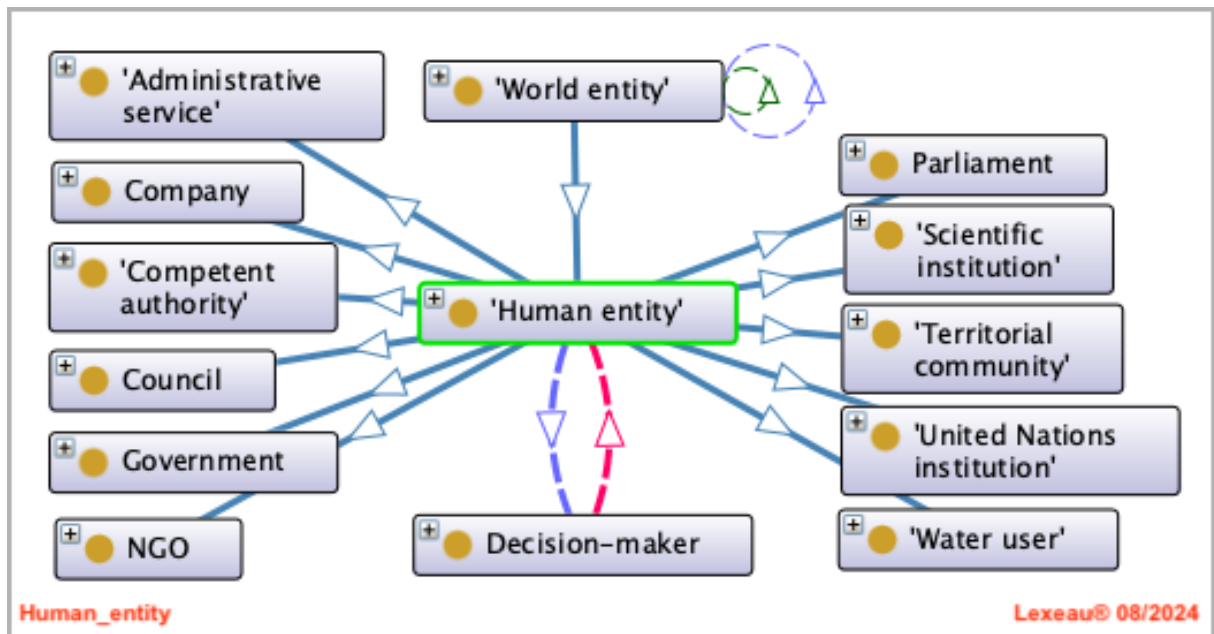 'Administrative
service'
'World entity'
Parliament
Company
'Scientific
institution'
'Competent
authority'
'Human entity'
'Territorial
community'
Council
'United Nations
institution'
Government
NGO
Decision-maker
'Water user'
Human_entity
Lexeau® 08/2024